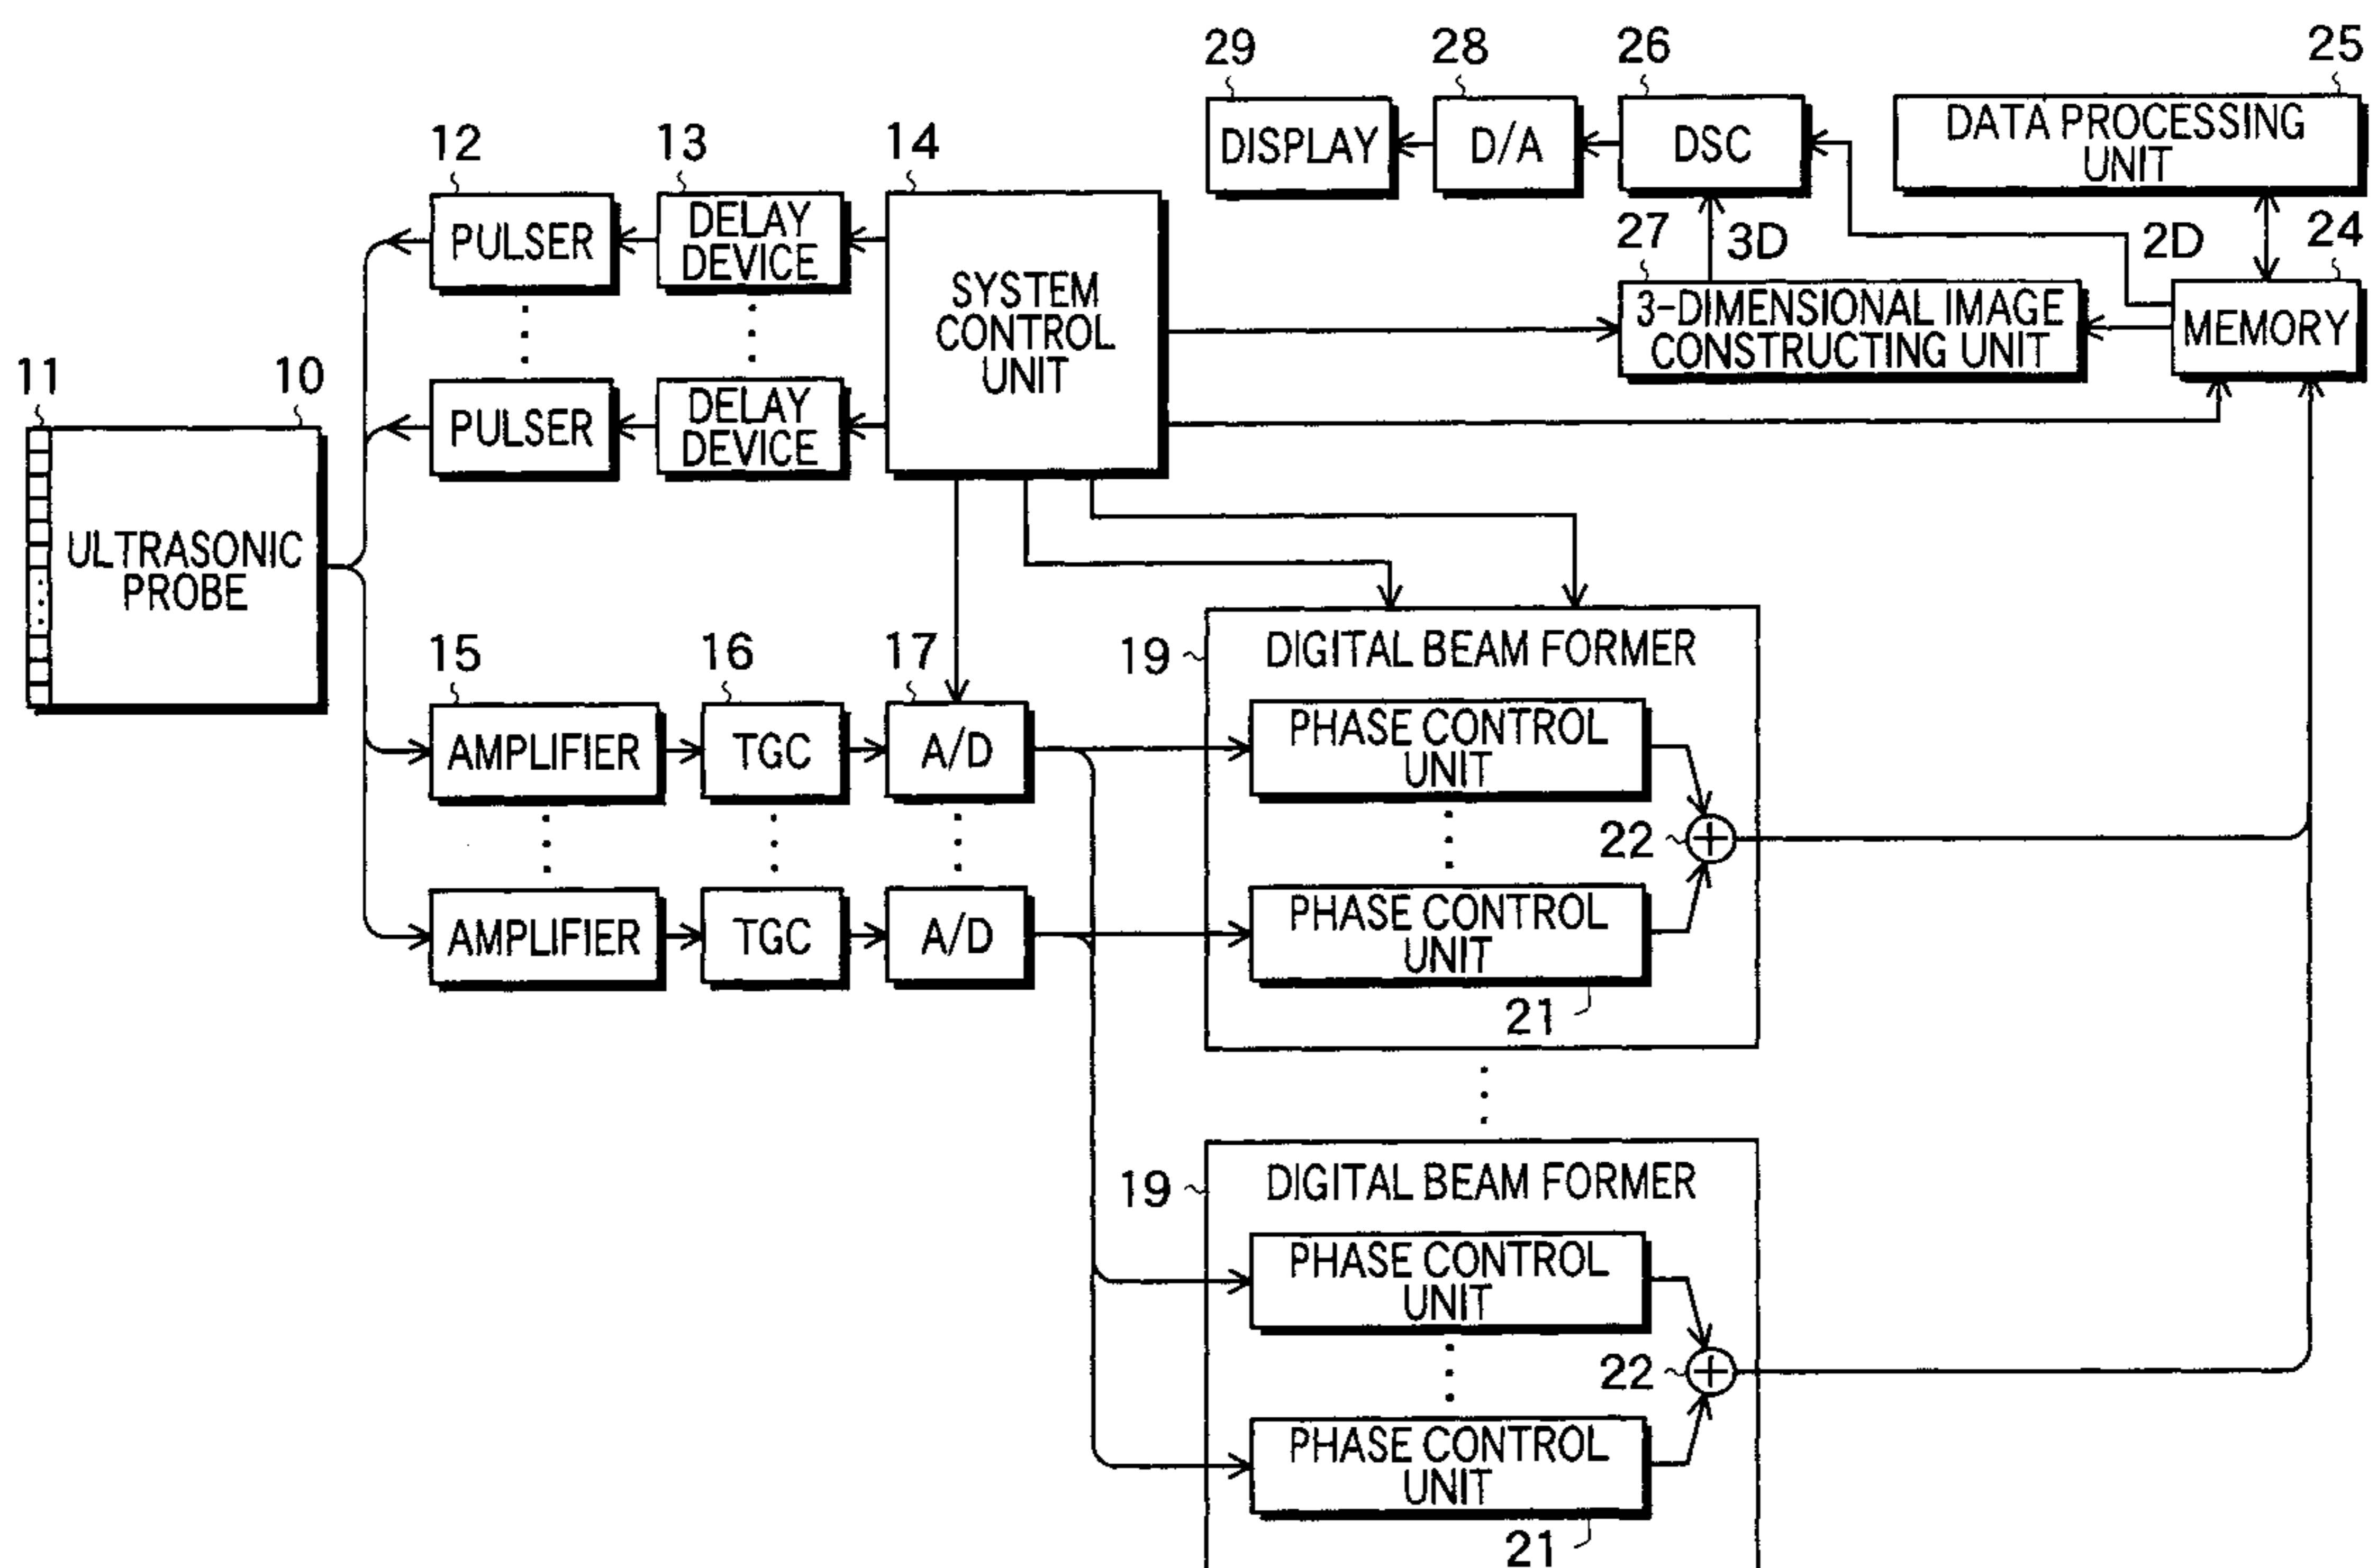 29
28
26
25
DISPLAY
D/A
DSC
DATA PROCESSING
UNIT
12
13
14
PULSER
DELAY
DEVICE
SYSTEM
CONTROL
UNIT
27
3D
2D
24
3-DIMENSIONAL IMAGE
CONSTRUCTING UNIT
MEMORY
PULSER
DELAY
DEVICE
11
10
ULTRASONIC
PROBE
15
16
17
AMPLIFIER
TGC
A/D
AMPLIFIER
TGC
A/D
19
DIGITAL BEAM FORMER
PHASE CONTROL
UNIT
22
+
PHASE CONTROL
UNIT
21
19
DIGITAL BEAM FORMER
PHASE CONTROL
UNIT
22
+
PHASE CONTROL
UNIT
21